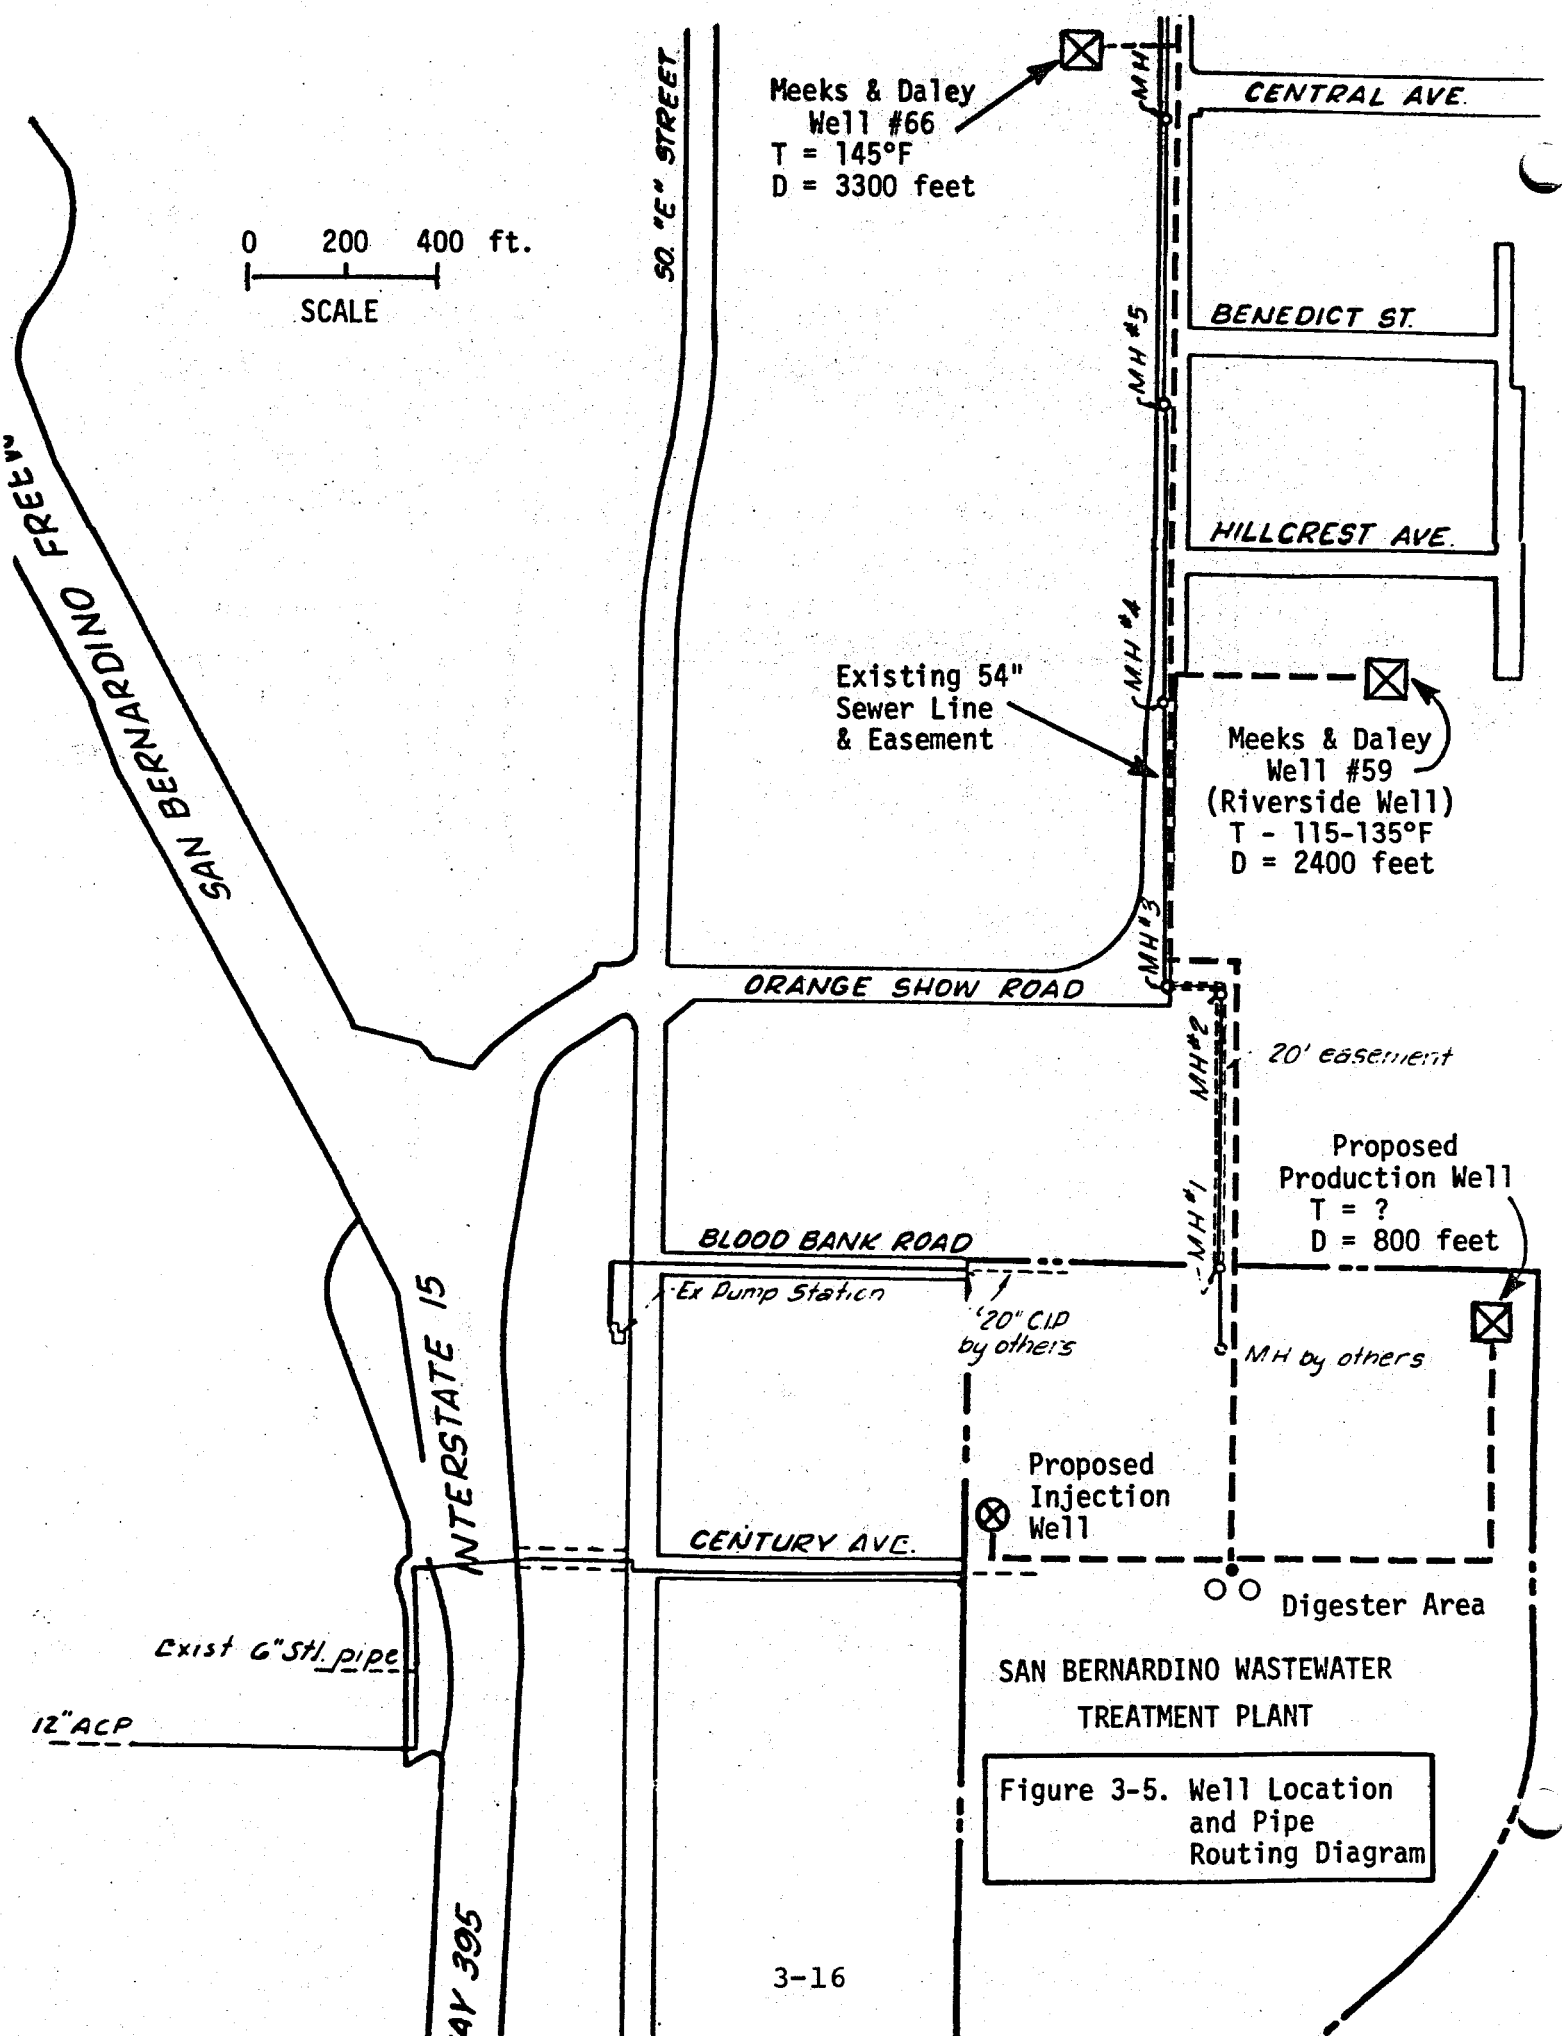 Meeks & Daley
Well #66
T = 145°F
D = 3300 feet
SO. "E" STREET
MH
CENTRAL AVE.
0 200 400 ft.
SCALE
BENEDICT ST.
MH #5
SAN BERNARDINO
HILLCREST AVE.
MH #4
Existing 54"
Sewer Line
& Easement
Meeks & Daley
Well #59
(Riverside Well)
T - 115-135°F
D = 2400 feet
MH #3
ORANGE SHOW ROAD
MH #2
20' easement
Proposed
Production Well
T = ?
D = 800 feet
MH #1
BLOOD BANK ROAD
Ex Pump Station
20" C.I.P
by others
MH by others
INTERSTATE 15
Proposed
Injection
Well
CENTURY AVE.
Digester Area
Exist 6" Stl. pipe
12" ACP
SAN BERNARDINO WASTEWATER
TREATMENT PLANT
Figure 3-5. Well Location
and Pipe
Routing Diagram
395
3-16